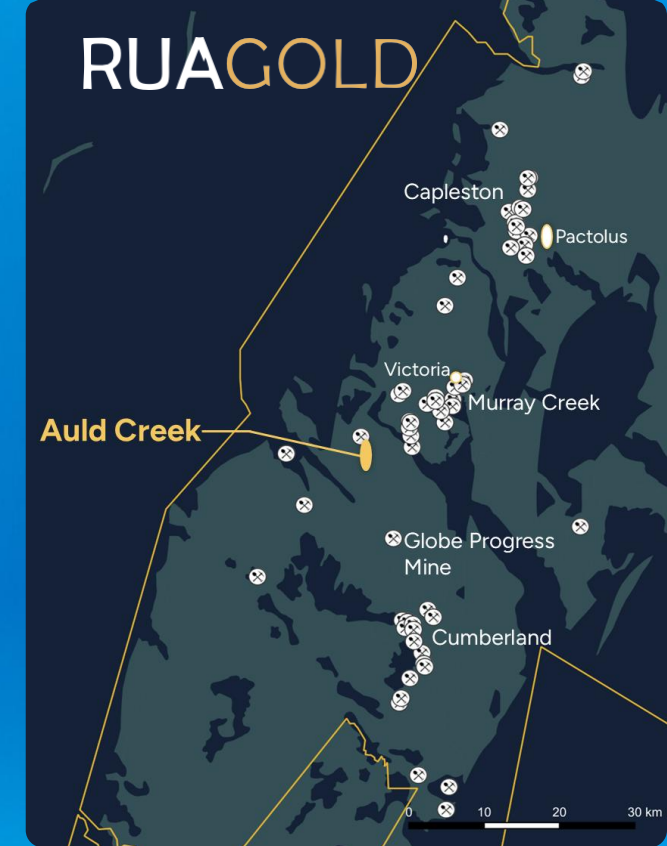 RUAGOLD
Capleston
Pactolus
Victoria
Murray Creek
Auld Creek
Globe Progress
Mine
Cumberland
0 10 20 30 km